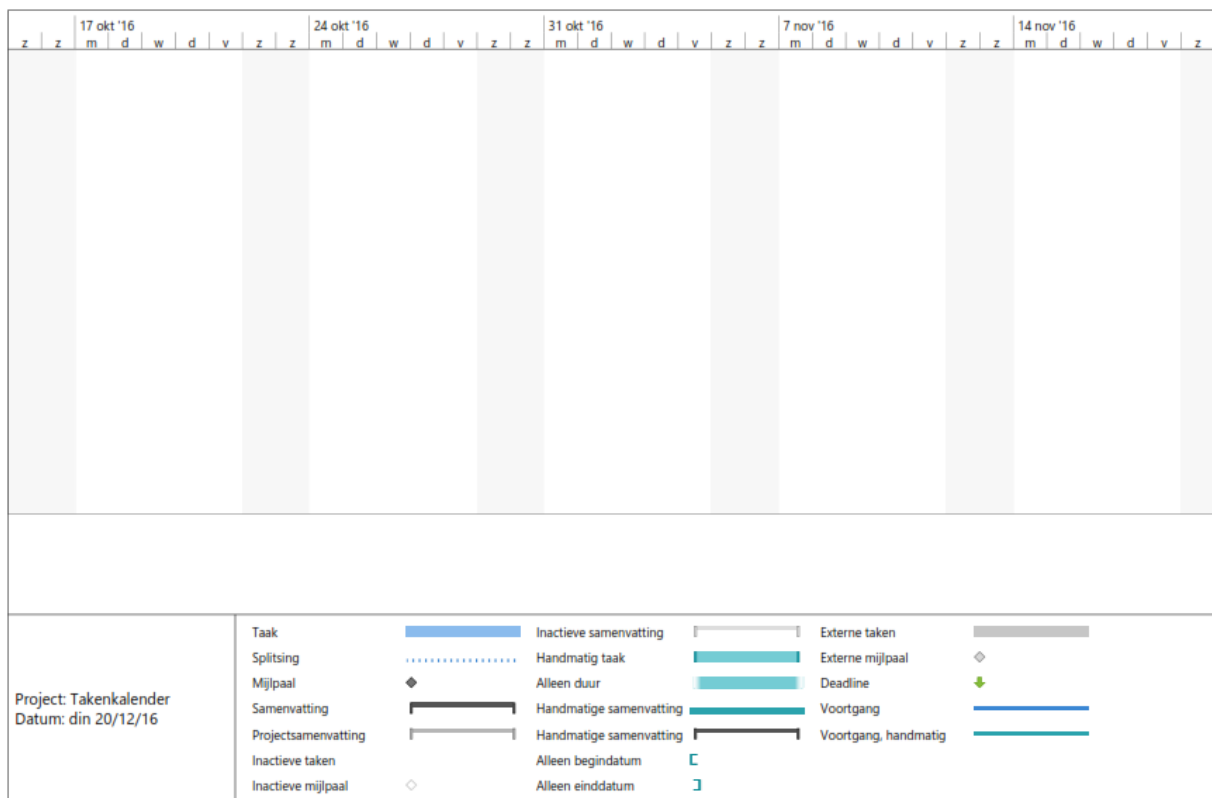 17 okt '16 24 okt '16 31 okt '16 7 nov '16 14 nov '16
z z m d w d v z z m d w d v z z m d w d v z z m d w d v z z m d w d v z
Project: Takenkalender
Datum: din 20/12/16
Taak
Splitsing
Mijlpaal
Samenvatting
Projectsamenvatting
Inactieve taken
Inactieve mijlpaal
Inactieve samenvatting
Handmatig taak
Alleen duur
Handmatige samenvatting
Handmatige samenvatting
Alleen begindatum
Alleen einddatum
Externe taken
Externe mijlpaal
Deadline
Voortgang
Voortgang, handmatig